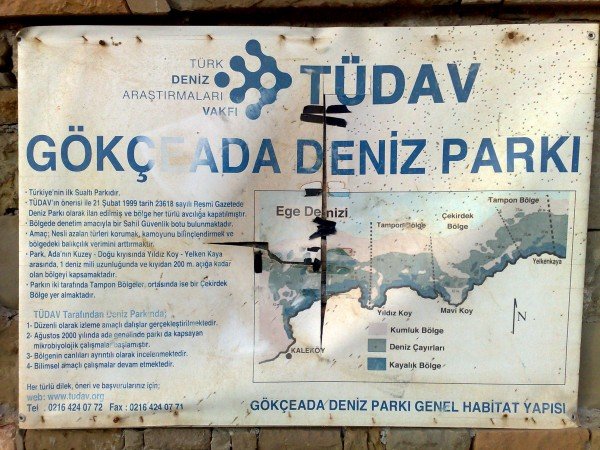 TÜRK
DENİZ
ARAŞTIRMALARI
VAKFI
TÜDAV
GÖKÇEADA DENİZ PARKI
· Türkiye'nin ilk Sualtı Parkıdır.
· TÜDAV'ın önerisi ile 21 Şubat 1999 tarih 23618 sayılı Resmi Gazetede
Deniz Parkı olarak ilan edilmiş ve bölge her türlü avcılığa kapatılmıştır.
· Bölgede denetim amacıyla bir Sahil Güvenlik botu bulunmaktadır.
· Amaç; Nesli azalan türleri korumak, kamoyunu bilinçlendirmek ve
bölgedeki balıkçılık verimini arttırmaktır.
· Park, Ada'nın Kuzey - Doğu kıyısında Yıldız Koy - Yelken Kaya
arasında, 1 deniz mili uzunluğunda ve kıyıdan 200 m. açığa kadar
olan bölgeyi kapsamaktadır.
· Parkın iki tarafında Tampon Bölgeler, ortasında ise bir Çekirdek
Bölge yer almaktadır.
TÜDAV Tarafından Deniz Parkında;
1- Düzenli olarak izleme amaçlı dalışlar gerçekleştirilmektedir.
2- Ağustos 2000 yılında ada genelinde parkı da kapsayan
mikrobiyolojik çalışmalar başlamıştır.
3- Bölgenin canlıları ayrıntılı olarak incelenmektedir.
4- Bilimsel amaçlı çalışmalar devam etmektedir.
Her türlü dilek, öneri ve başvurularınız için;
web: www.tudav.org
Tel . 0216 424 07 72 Fax : 0216 424 07 71
Ege Denizi
Tampon Bölge
Çekirdek
Bölge
Tampon Bölge
Yelkenkaya
Yıldız Koy
Mavi Koy
KALEKÖY
N
Kumluk Bölge
Deniz Çayırları
Kayalık Bölge
GÖKÇEADA DENİZ PARKI GENEL HABİTAT YAPISI